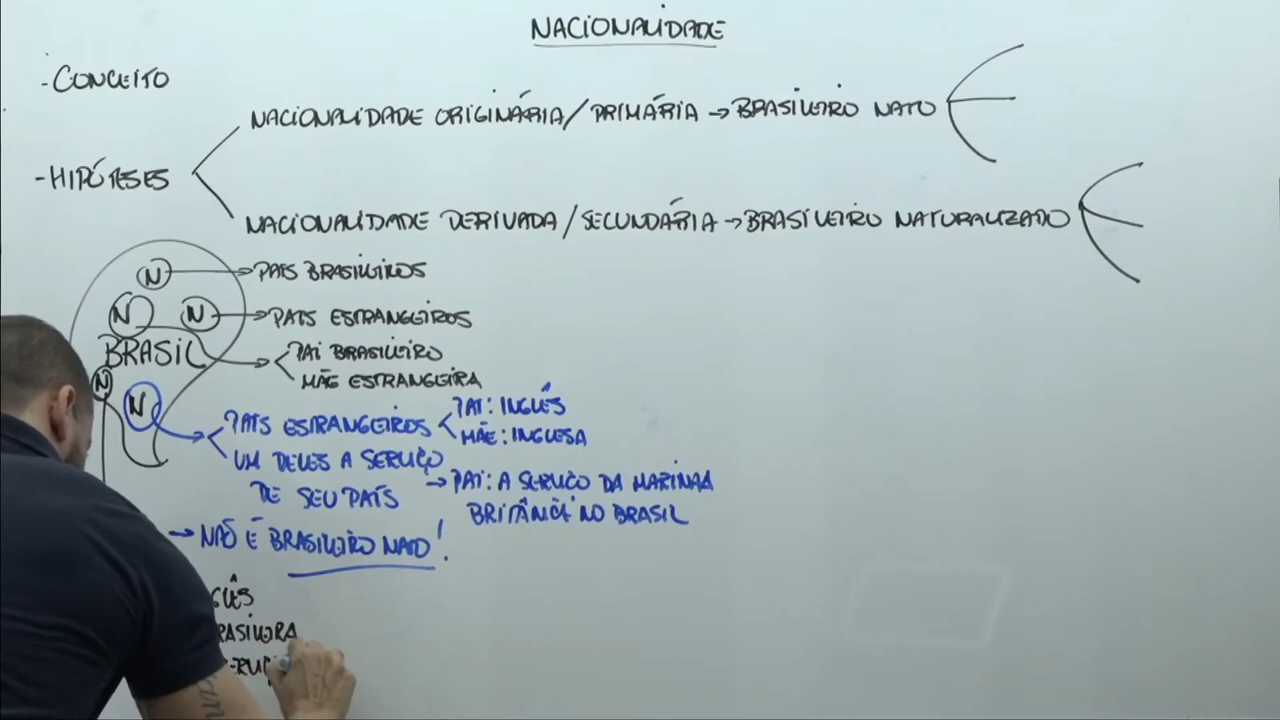 NACIONALIDADE
- CONCEITO
NACIONALIDADE ORIGINÁRIA / PRIMÁRIA → BRASILEIRO NATO
- HIPÓTESES
NACIONALIDADE DERIVADA / SECUNDÁRIA → BRASILEIRO NATURALIZADO
N → PAIS BRASILEIROS
N N → PAIS ESTRANGEIROS
BRASIL
PAI BRASILEIRO
MÃE ESTRANGEIRA
N
N
PAIS ESTRANGEIROS
PAI: INGLÊS
MÃE: INGLESA
UM DELES A SERVIÇO
DE SEU PAÍS
→ PAI: A SERVIÇO DA MARINHA
BRITÂNICA NO BRASIL
→ NÃO É BRASILEIRO NATO!